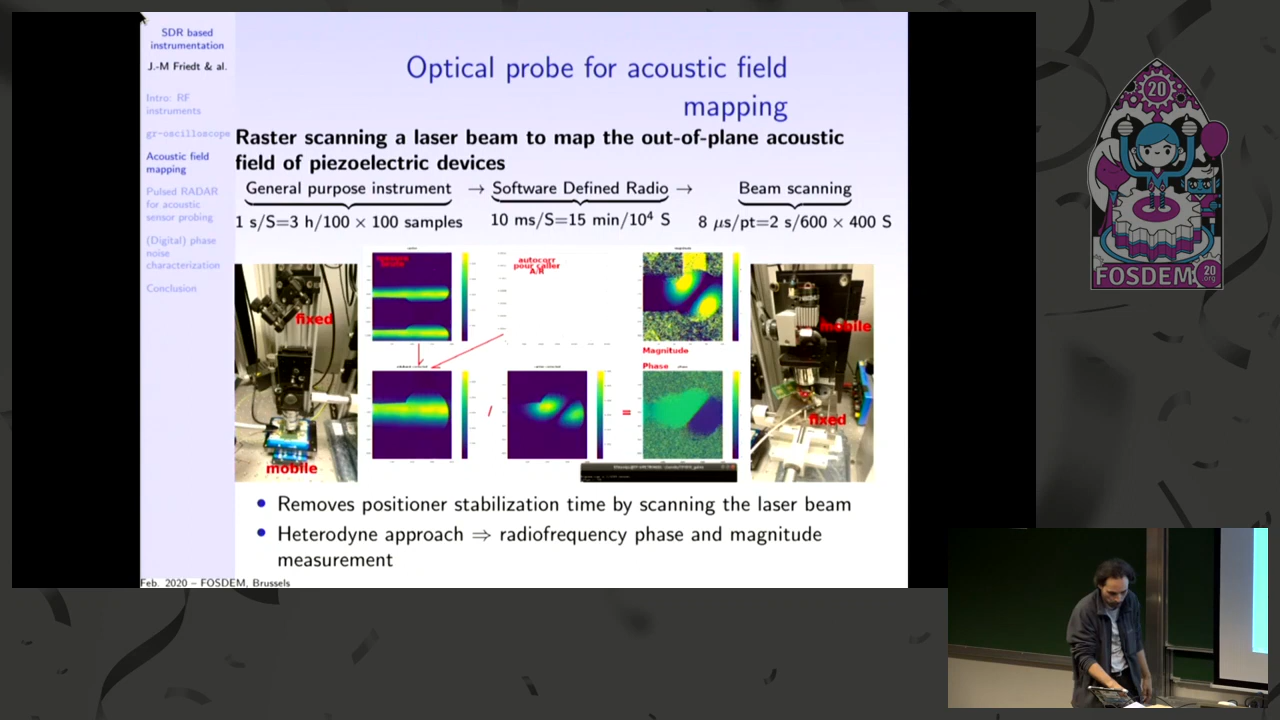 SDR based
instrumentation
J.-M Friedt & al.
Intro: RF
instruments
gr-oscilloscope
Acoustic field
mapping
Pulsed RADAR
for acoustic
sensor probing
(Digital) phase
noise
characterization
Conclusion
Optical probe for acoustic field
mapping
Raster scanning a laser beam to map the out-of-plane acoustic
field of piezoelectric devices
General purpose instrument → Software Defined Radio → Beam scanning
1 s/S=3 h/100 × 100 samples 10 ms/S=15 min/10⁴ S 8 μs/pt=2 s/600 × 400 S
autocorr
pour caller
A/R
fixed
mobile
Magnitude
Phase
/
=
mobile
fixed
• Removes positioner stabilization time by scanning the laser beam
• Heterodyne approach ⇒ radiofrequency phase and magnitude
measurement
Feb. 2020 – FOSDEM, Brussels
20
FOSDEM 20
.org